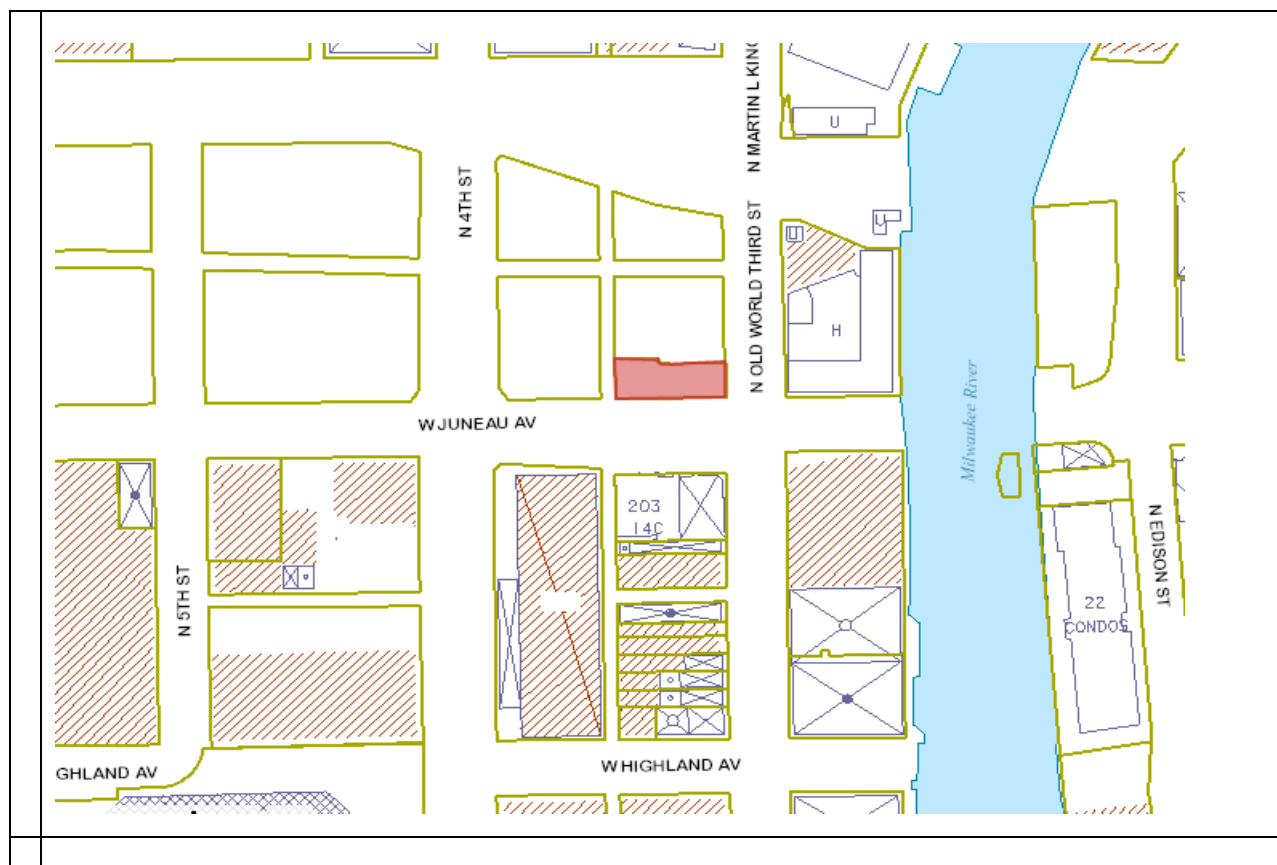 N MARTIN L KING
U
N 4TH ST
N OLD WORLD THIRD ST
U
U
H
W JUNEAU AV
Milwaukee River
203
14C
N EDISON ST
N 5TH ST
22
CONDOS
W HIGHLAND AV
GHLAND AV